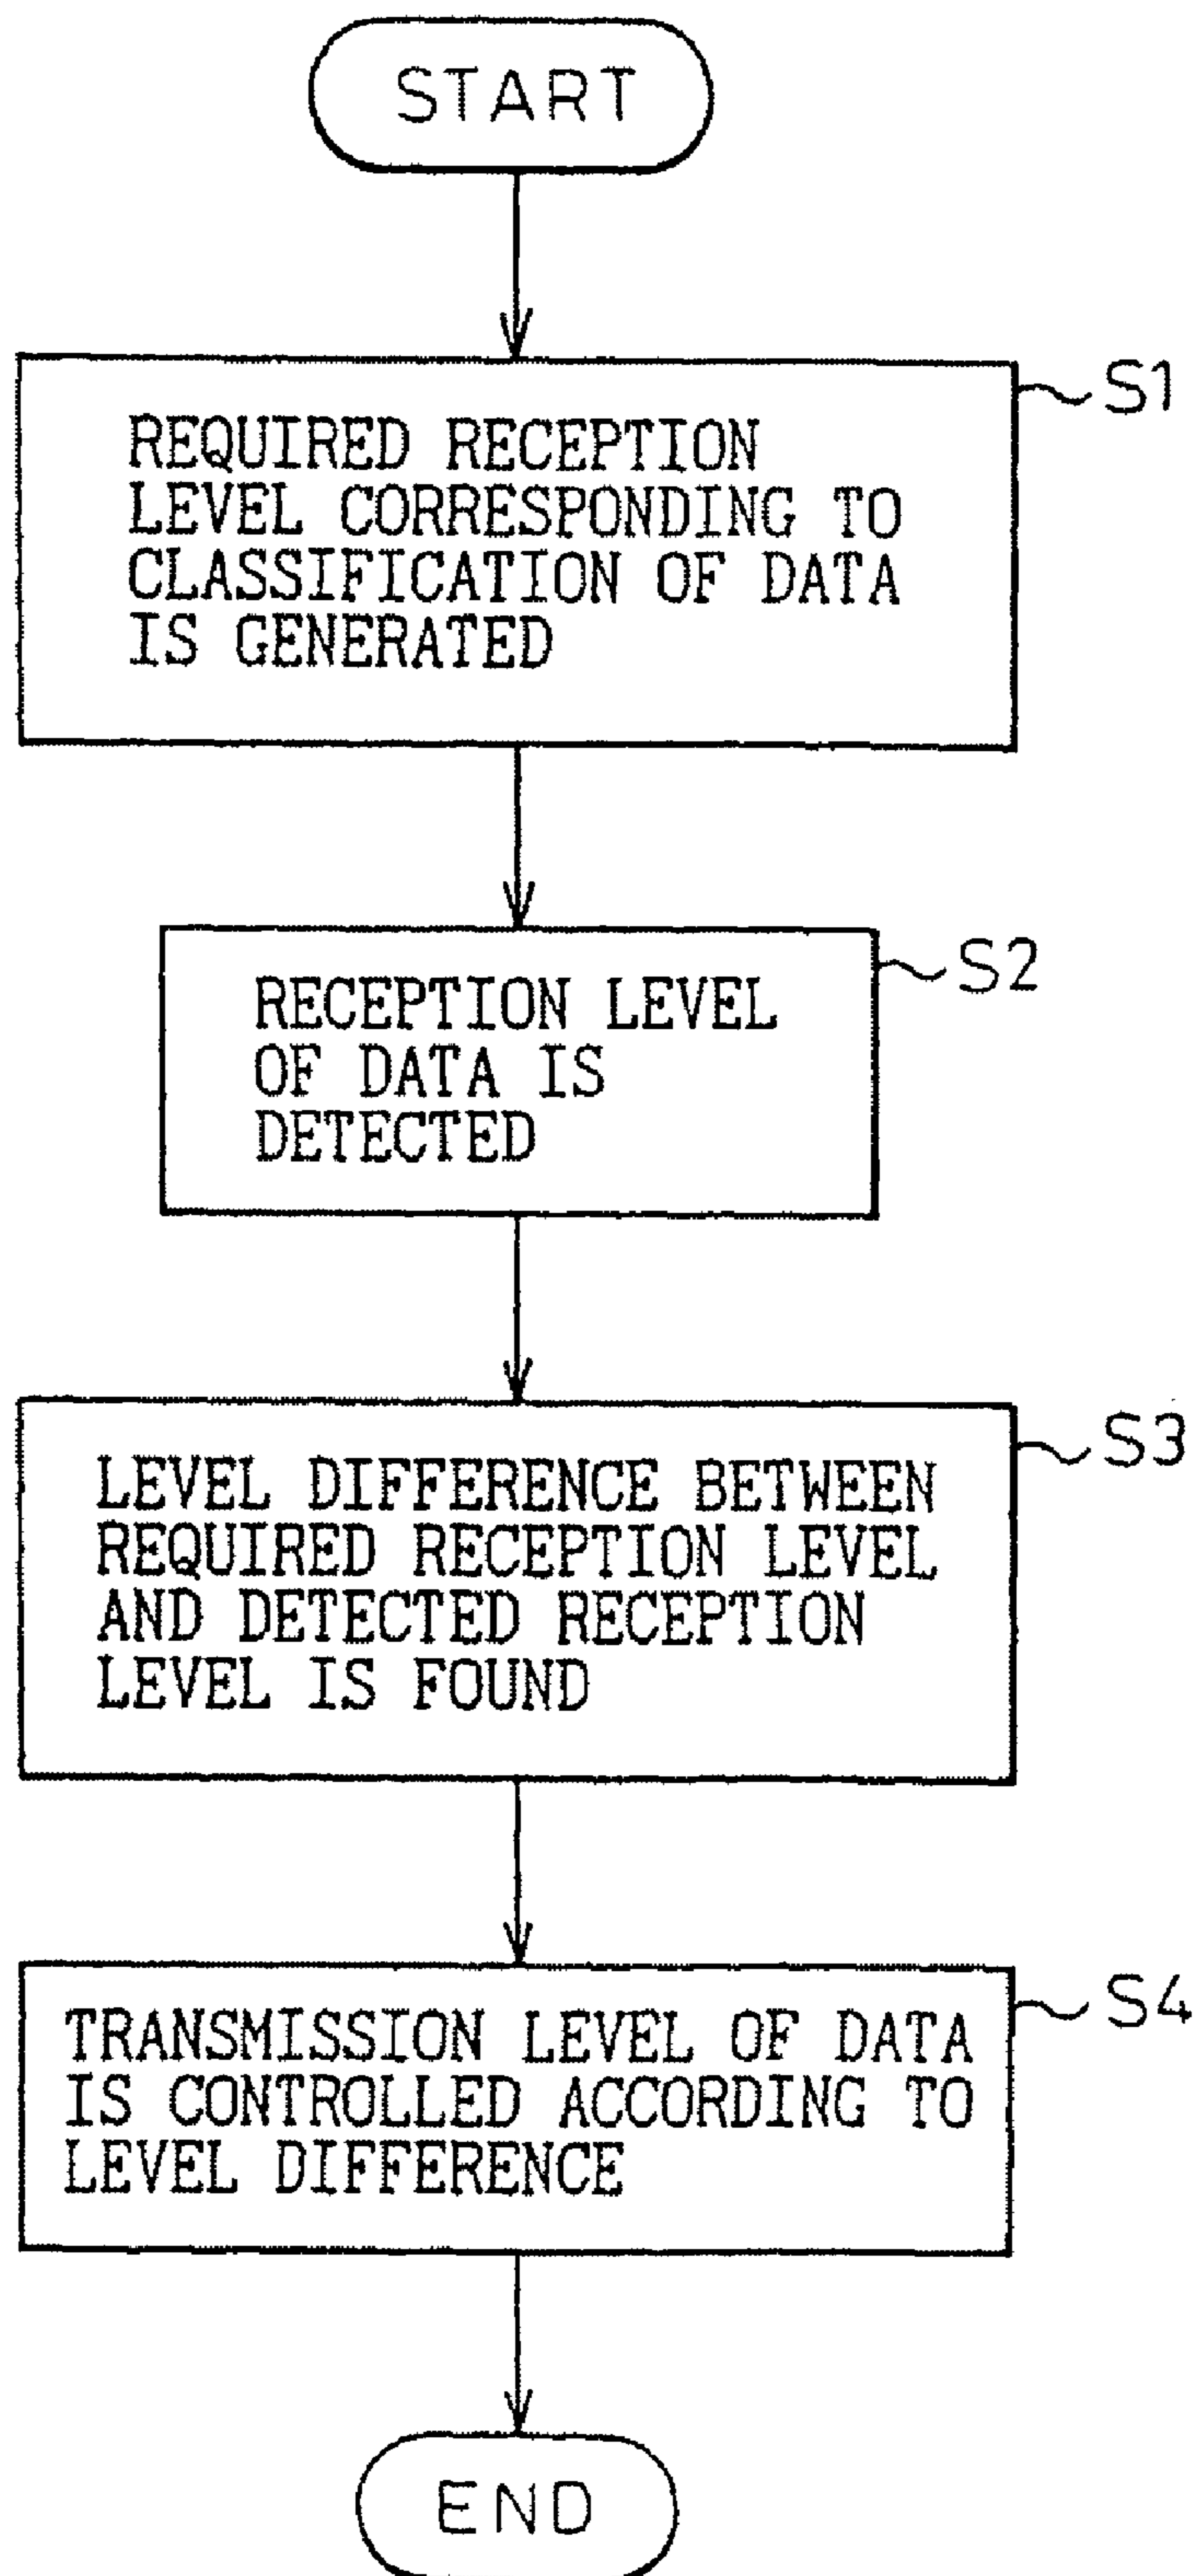 START
S1
REQUIRED RECEPTION
LEVEL CORRESPONDING TO
CLASSIFICATION OF DATA
IS GENERATED
S2
RECEPTION LEVEL
OF DATA IS
DETECTED
S3
LEVEL DIFFERENCE BETWEEN
REQUIRED RECEPTION LEVEL
AND DETECTED RECEPTION
LEVEL IS FOUND
S4
TRANSMISSION LEVEL OF DATA
IS CONTROLLED ACCORDING TO
LEVEL DIFFERENCE
END